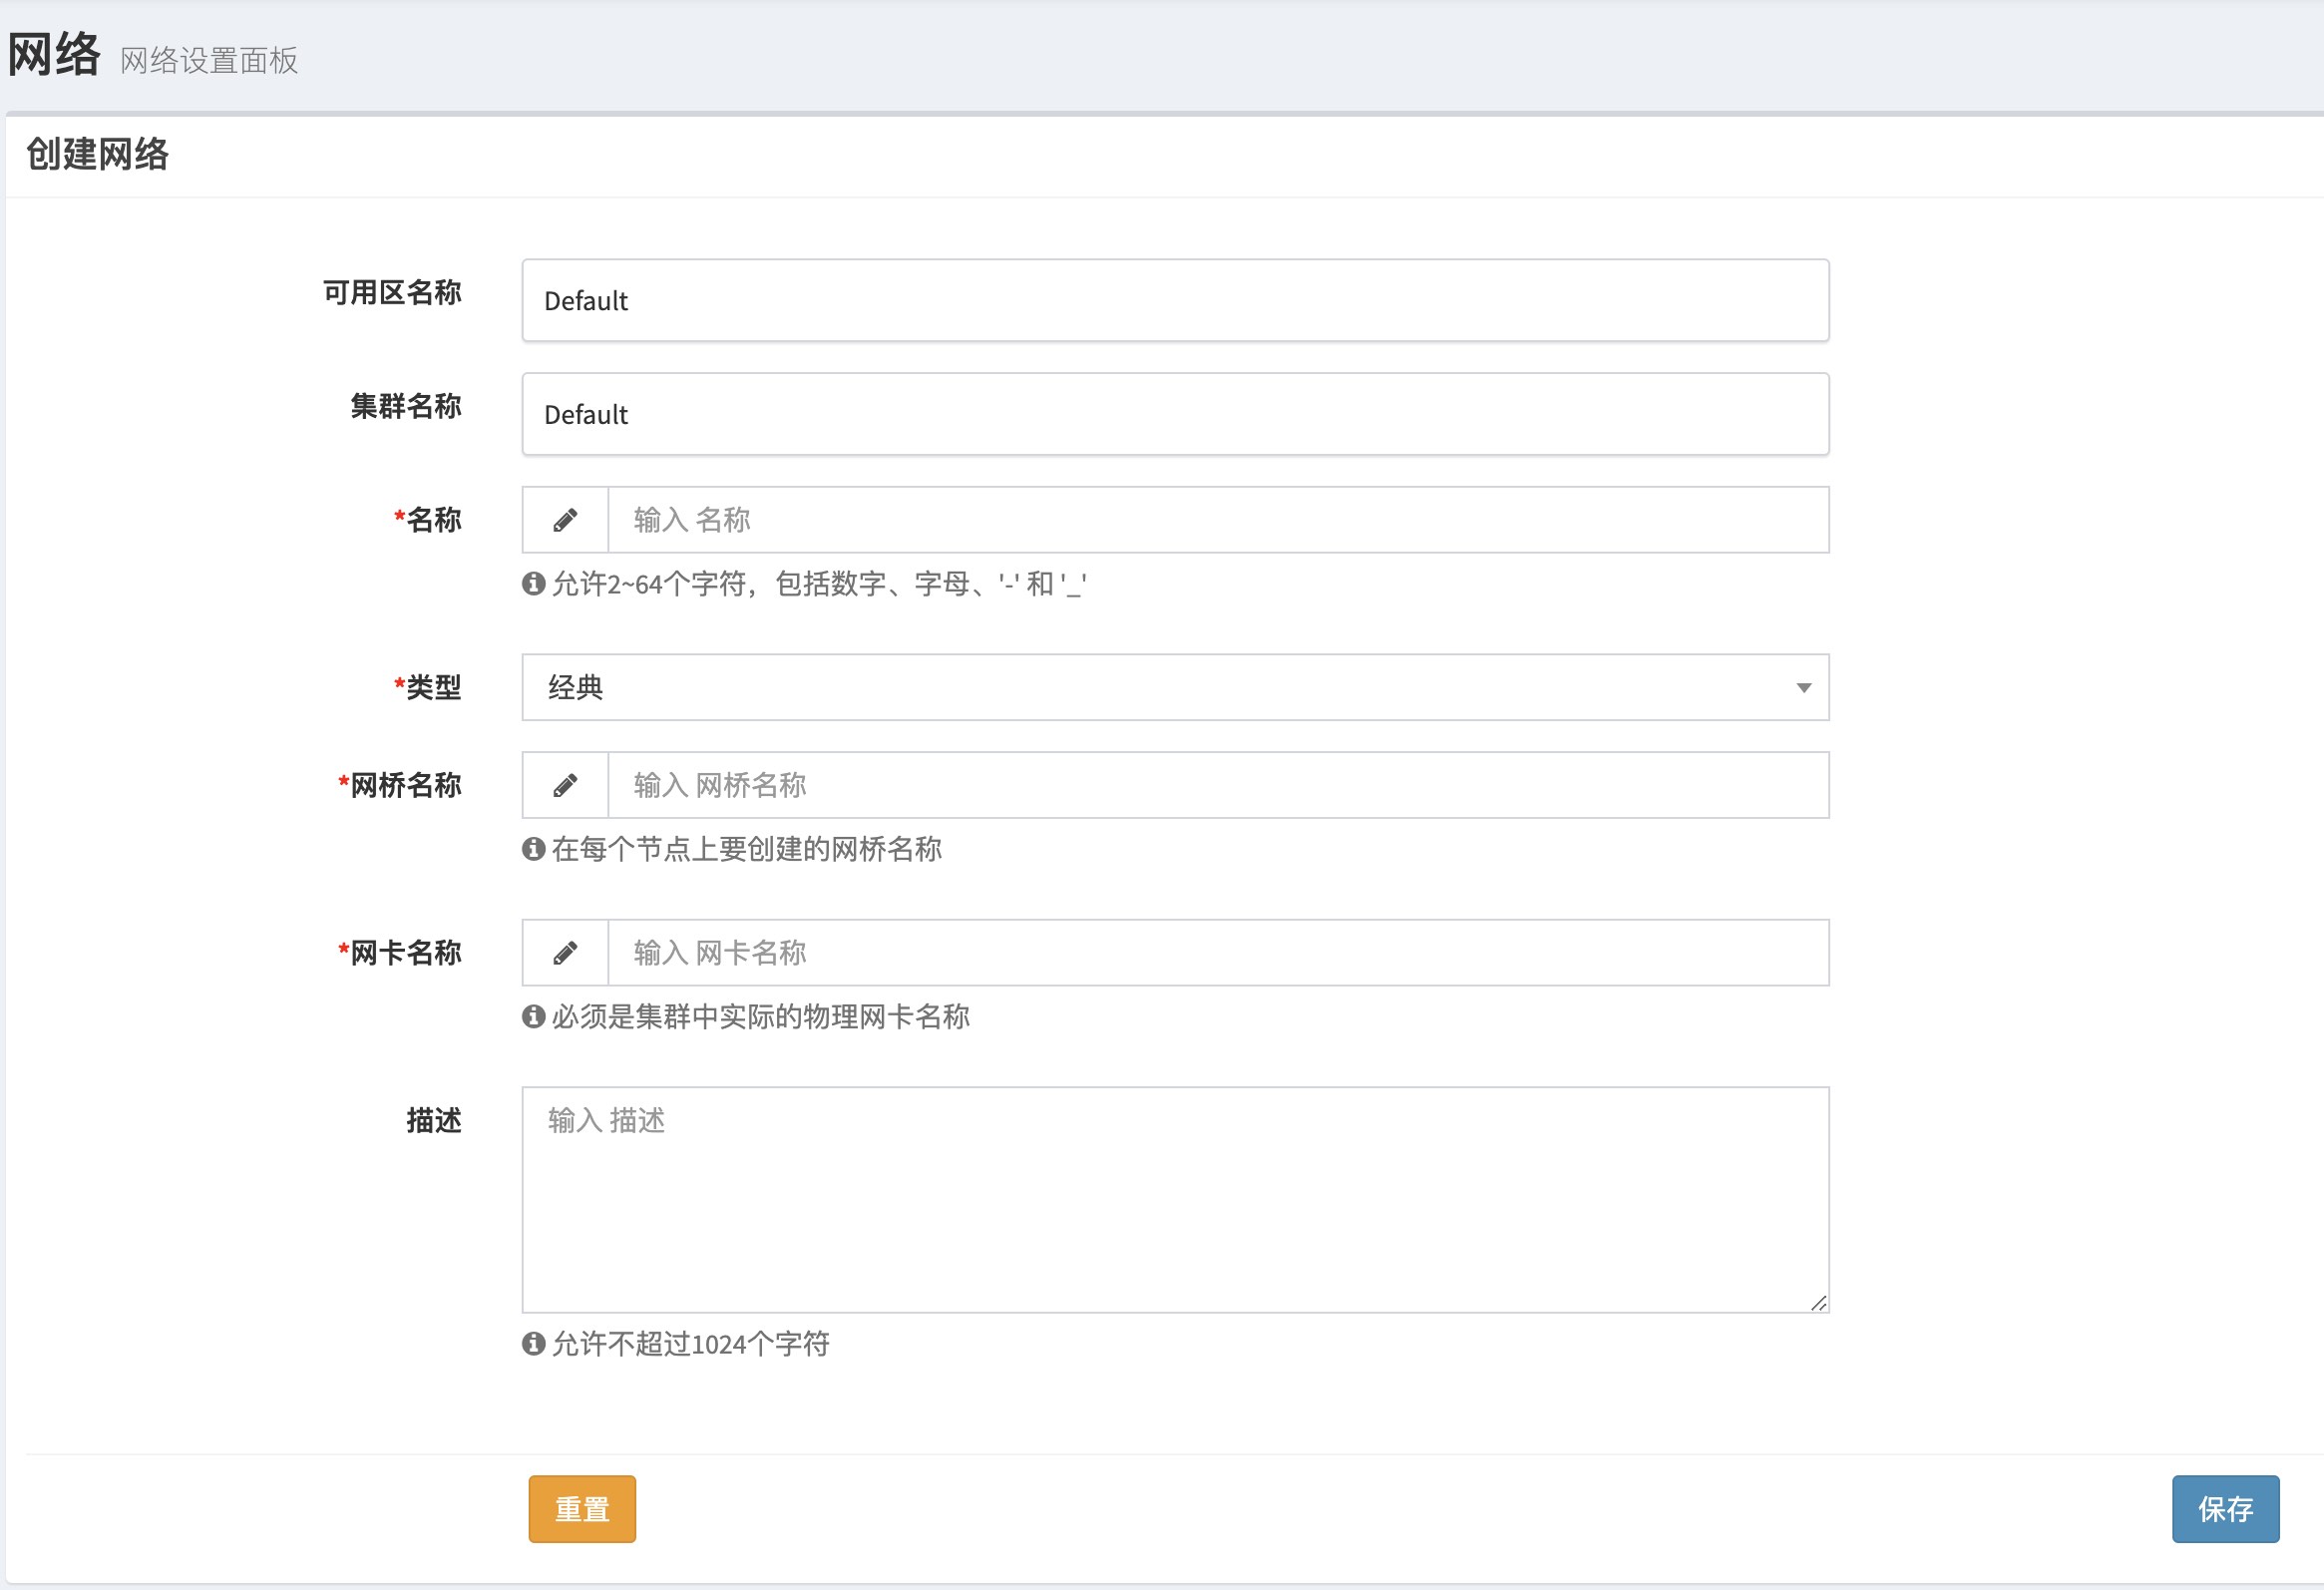 网络 网络设置面板
创建网络
可用区名称 Default
集群名称 Default
*名称 输入 名称
允许2~64个字符，包括数字、字母、'-' 和 '_'
*类型 经典
*网桥名称 输入 网桥名称
在每个节点上要创建的网桥名称
*网卡名称 输入 网卡名称
必须是集群中实际的物理网卡名称
描述 输入 描述
允许不超过1024个字符
重置 保存